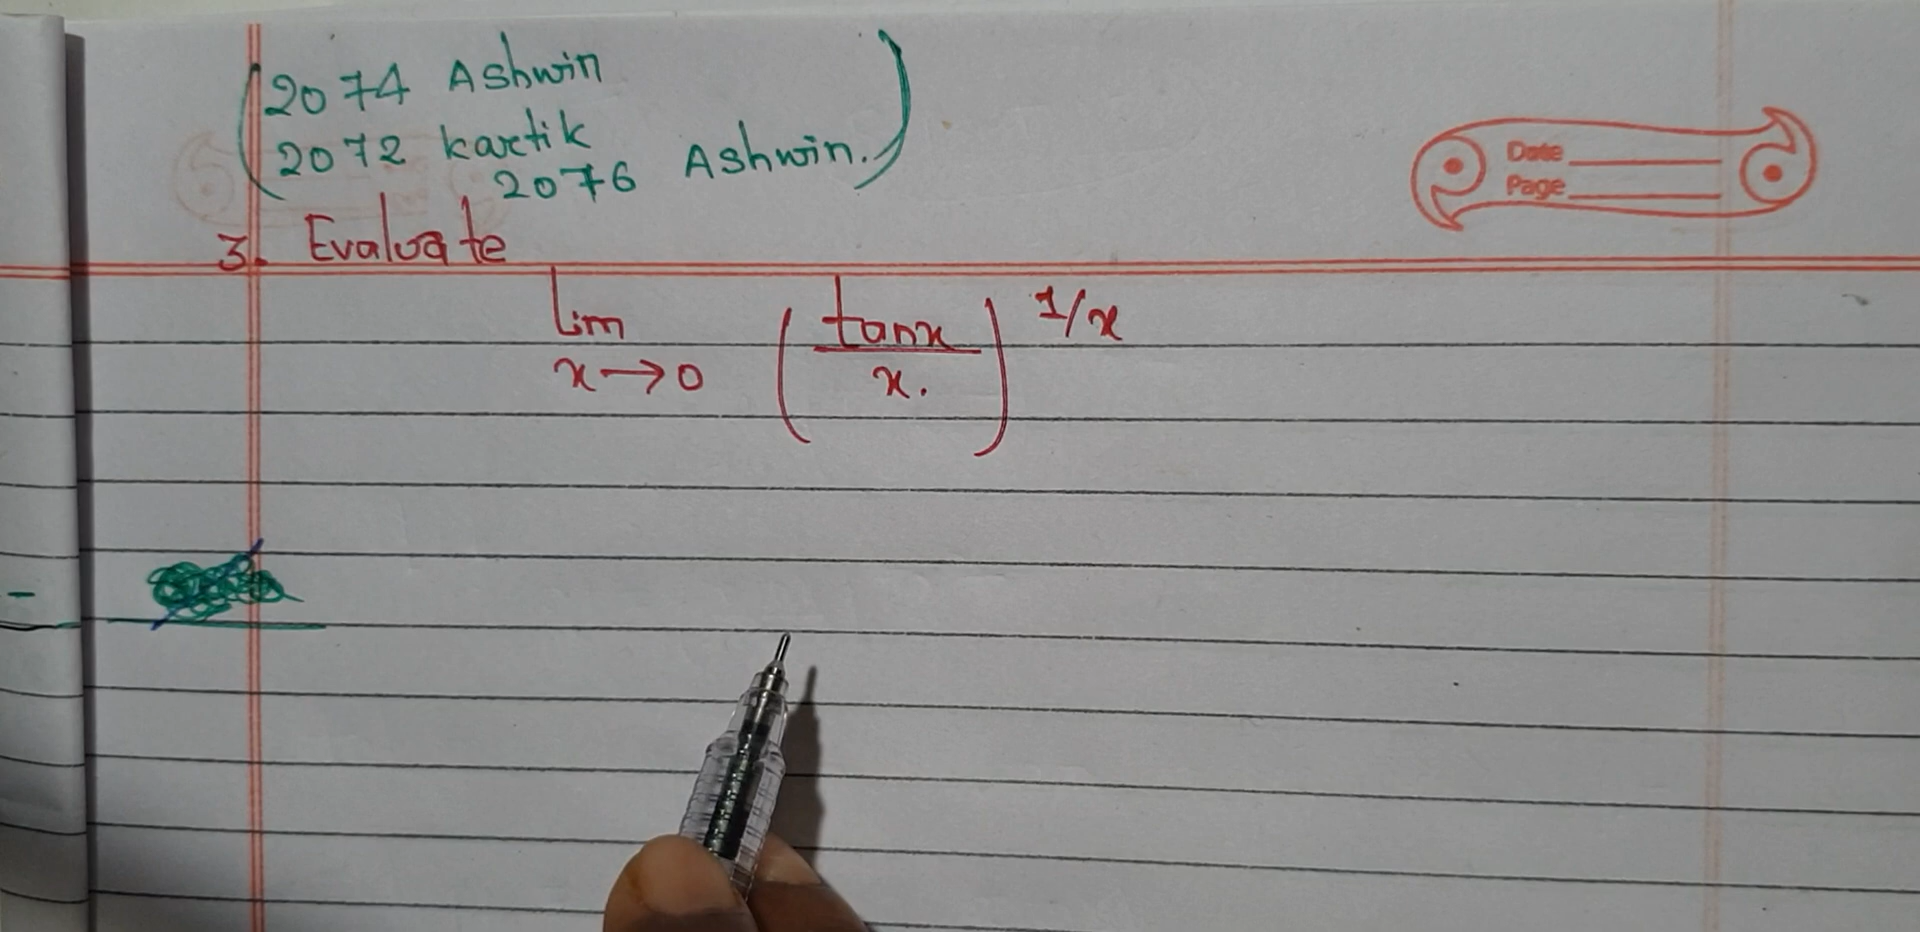 (2074 Ashwin
2072 kartik
2076 Ashwin.)
Date
Page
3. Evaluate
lim x→0 (tanx/x.)^1/x